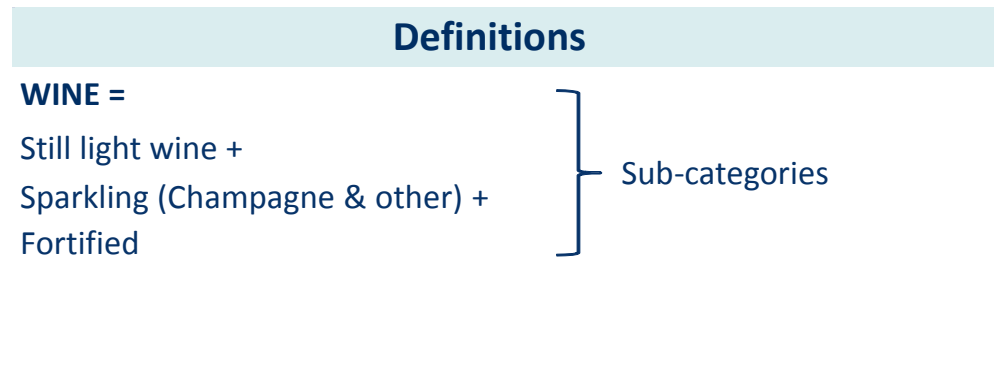 Definitions
WINE =
Still light wine +
Sparkling (Champagne & other) +
Fortified
Sub-categories